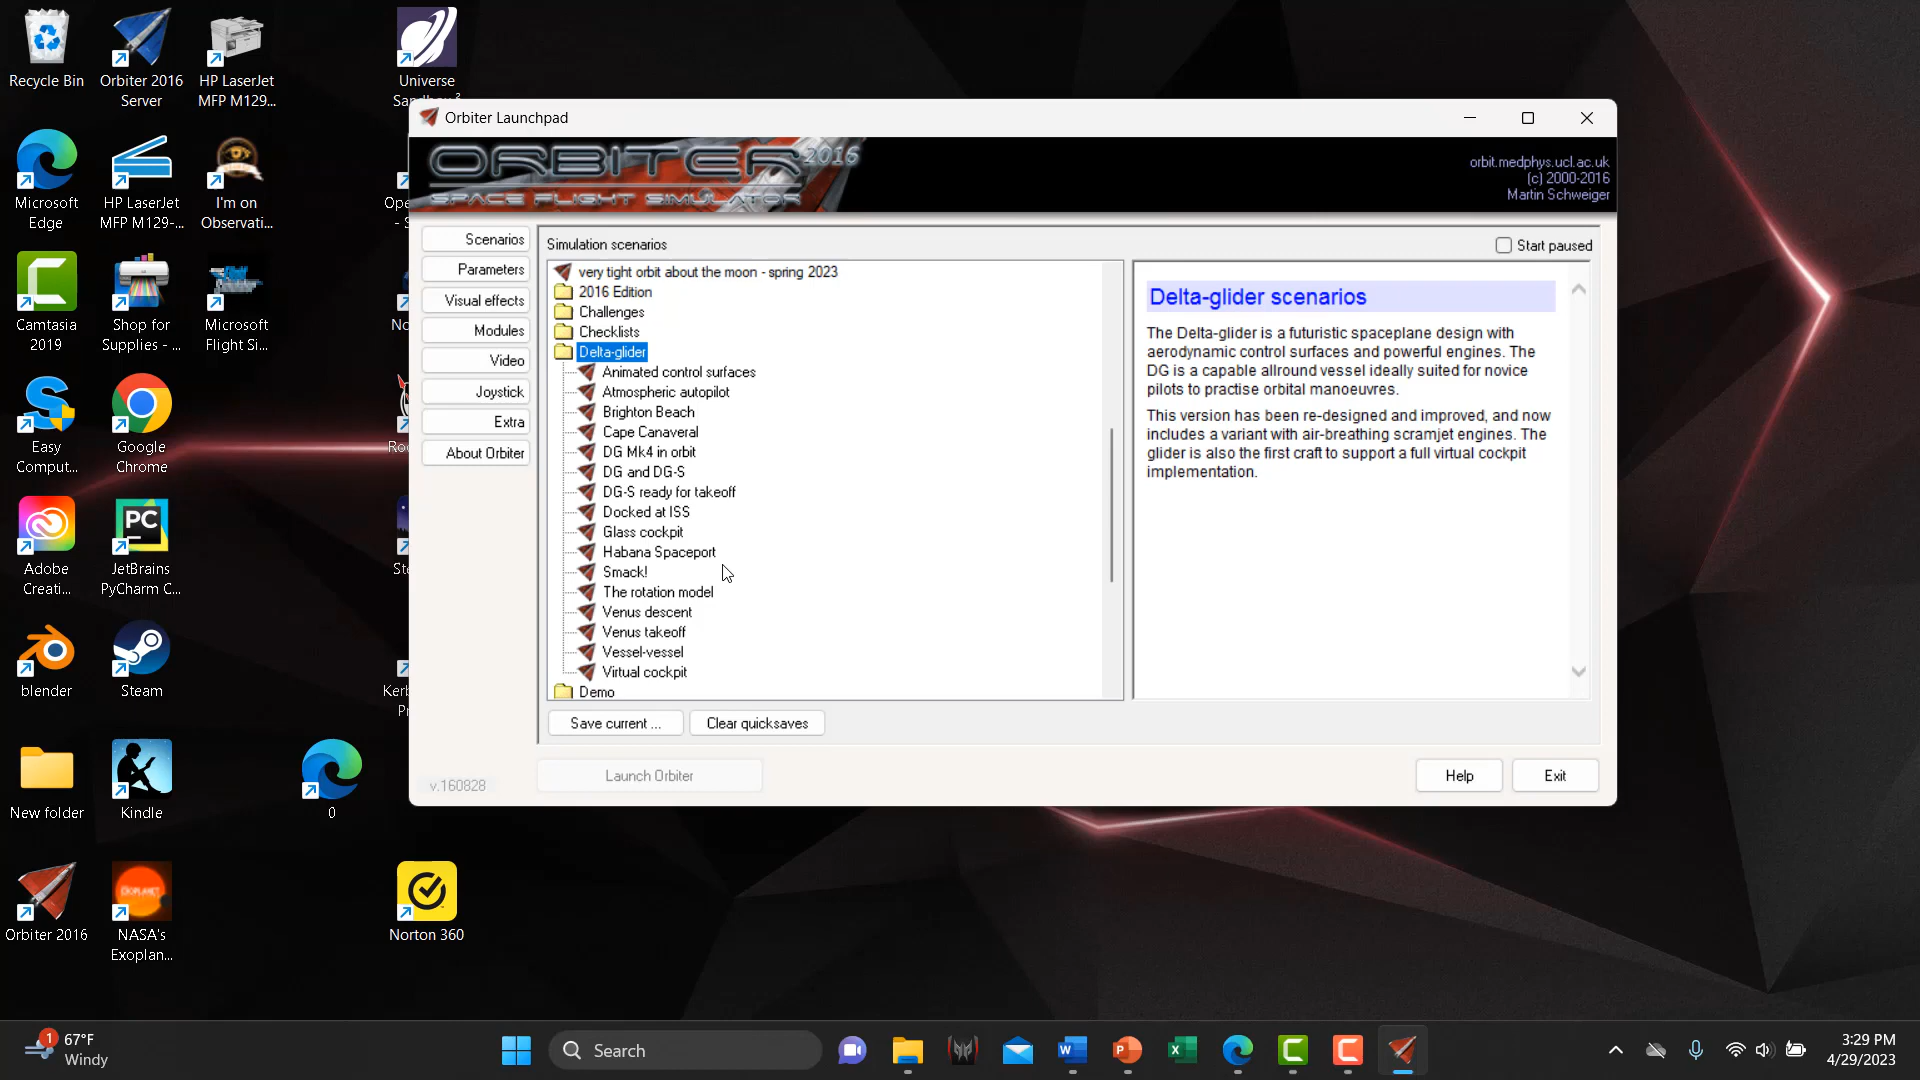 Recycle Bin
Orbiter 2016
Server
HP LaserJet
MFP M129...
Universe
Microsoft
Edge
HP LaserJet
MFP M129-...
I'm on
Observati...
Camtasia
2019
Shop for
Supplies - ...
Microsoft
Flight Si...
Easy
Comput...
Google
Chrome
Adobe
Creati...
JetBrains
PyCharm C...
blender
Steam
New folder
Kindle
0
Orbiter 2016
NASA's
Exoplan...
Norton 360
Orbiter Launchpad
ORBITER 2016
SPACE FLIGHT SIMULATOR
orbit.medphys.ucl.ac.uk
(c) 2000-2016
Martin Schweiger
Scenarios
Parameters
Visual effects
Modules
Video
Joystick
Extra
About Orbiter
Simulation scenarios
Start paused
very tight orbit about the moon - spring 2023
2016 Edition
Challenges
Checklists
Delta-glider
Animated control surfaces
Atmospheric autopilot
Brighton Beach
Cape Canaveral
DG Mk4 in orbit
DG and DG-S
DG-S ready for takeoff
Docked at ISS
Glass cockpit
Habana Spaceport
Smack!
The rotation model
Venus descent
Venus takeoff
Vessel-vessel
Virtual cockpit
Demo
Delta-glider scenarios
The Delta-glider is a futuristic spaceplane design with
aerodynamic control surfaces and powerful engines. The
DG is a capable allround vessel ideally suited for novice
pilots to practise orbital manoeuvres.
This version has been re-designed and improved, and now
includes a variant with air-breathing scramjet engines. The
glider is also the first craft to support a full virtual cockpit
implementation.
Save current ...
Clear quicksaves
v.160828
Launch Orbiter
Help
Exit
1
67°F
Windy
Search
3:29 PM
4/29/2023